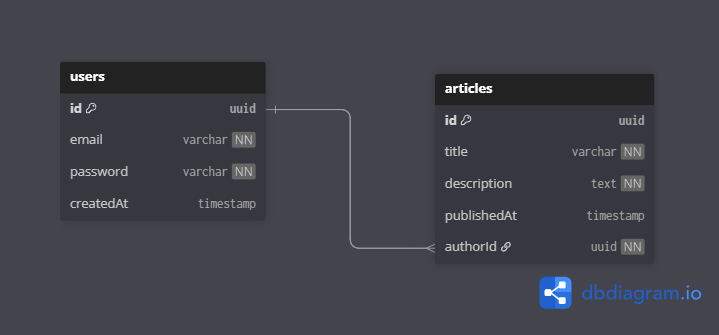 users
id uuid
email varchar NN
password varchar NN
createdAt timestamp
articles
id uuid
title varchar NN
description text NN
publishedAt timestamp
authorId uuid NN
dbdiagram.io